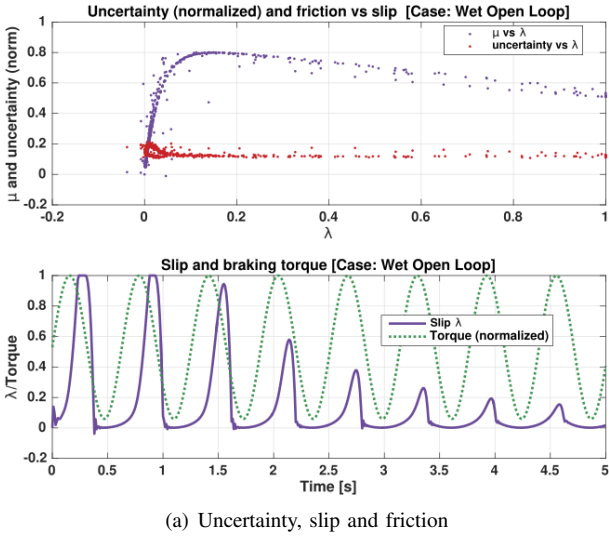 Uncertainty (normalized) and friction vs slip [Case: Wet Open Loop]
μ and uncertainty (norm)
1
0.8
0.6
0.4
0.2
0
-0.2
μ vs λ
uncertainty vs λ
-0.2 0 0.2 0.4 0.6 0.8 1
λ
Slip and braking torque [Case: Wet Open Loop]
λ/Torque
1
0.8
0.6
0.4
0.2
0
-0.2
Slip λ
Torque (normalized)
0 0.5 1 1.5 2 2.5 3 3.5 4 4.5 5
Time [s]
(a) Uncertainty, slip and friction